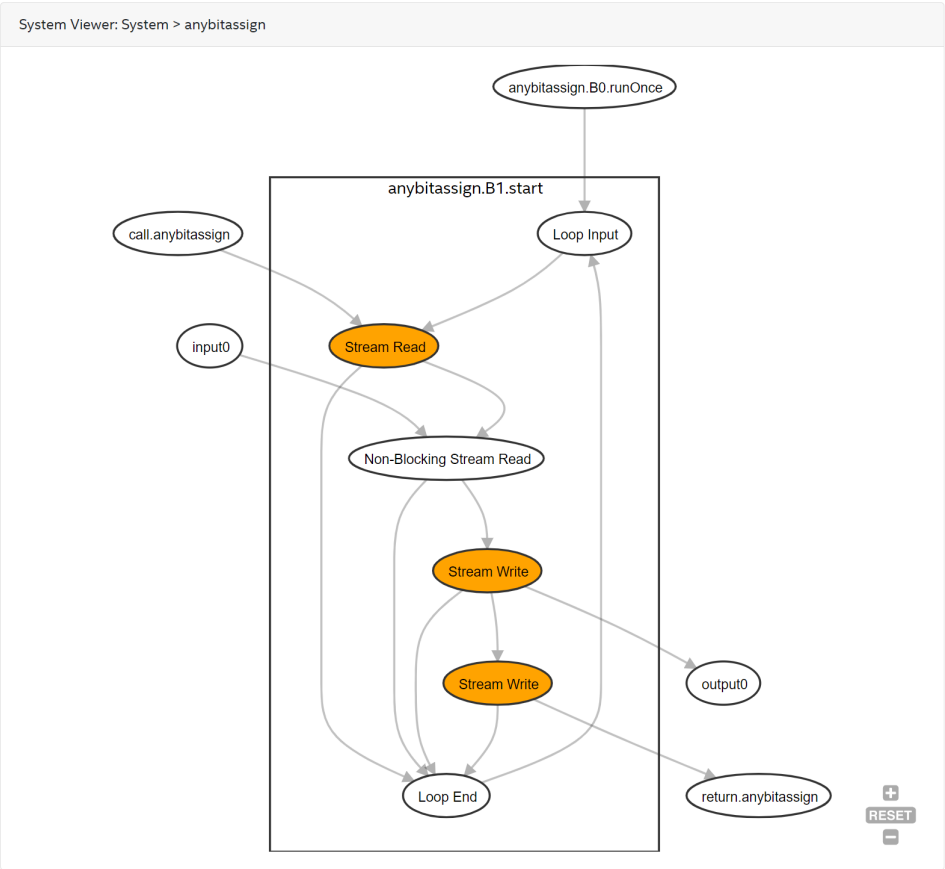 System Viewer: System > anybitassign
anybitassign.B0.runOnce
anybitassign.B1.start
call.anybitassign
Loop Input
input0
Stream Read
Non-Blocking Stream Read
Stream Write
Stream Write
output0
Loop End
return.anybitassign
RESET